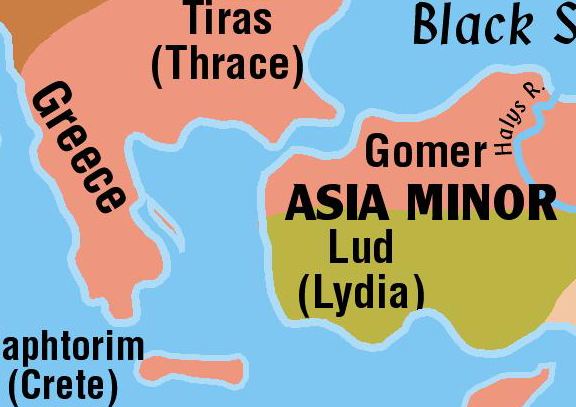 Tiras
(Thrace)
Black S
Greece
Halys R.
Gomer
ASIA MINOR
Lud
(Lydia)
aphtorim
(Crete)